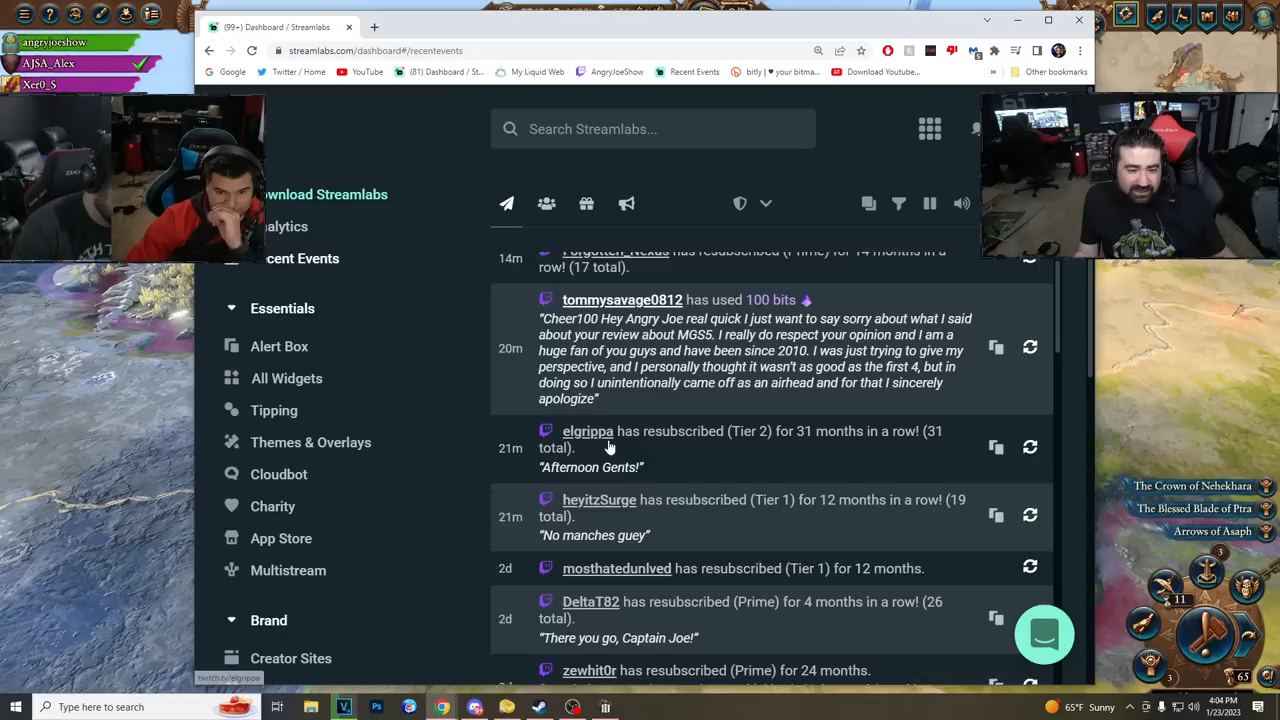 angryjoeshow
AJSA_Alex
Xer0_S
(99+) Dashboard / Streamlabs
streamlabs.com/dashboard#/recentevents
Google
Twitter / Home
YouTube
(81) Dashboard / St...
My Liquid Web
AngryJoeShow
Recent Events
bitly | ♥ your bitma...
Download Youtube...
»
Other bookmarks
Search Streamlabs...
ownload Streamlabs
nalytics
cent Events
Essentials
Alert Box
All Widgets
Tipping
Themes & Overlays
Cloudbot
Charity
App Store
Multistream
Brand
Creator Sites
twitch.tv/elgrippa
14m
Forgotten_Nexus has resubscribed (Prime) for 14 months in a
row! (17 total).
tommysavage0812 has used 100 bits
20m
“Cheer100 Hey Angry Joe real quick I just want to say sorry about what I said
about your review about MGS5. I really do respect your opinion and I am a
huge fan of you guys and have been since 2010. I was just trying to give my
perspective, and I personally thought it wasn’t as good as the first 4, but in
doing so I unintentionally came off as an airhead and for that I sincerely
apologize”
elgrippa has resubscribed (Tier 2) for 31 months in a row! (31
21m
total).
“Afternoon Gents!”
heyitzSurge has resubscribed (Tier 1) for 12 months in a row! (19
21m
total).
“No manches guey”
2d
mosthatedunlved has resubscribed (Tier 1) for 12 months.
DeltaT82 has resubscribed (Prime) for 4 months in a row! (26
2d
total).
“There you go, Captain Joe!”
zewhit0r has resubscribed (Prime) for 24 months.
The Crown of Nehekhara
The Blessed Blade of Ptra
Arrows of Asaph
3
11
3
65
Type here to search
65°F Sunny
4:04 PM
1/23/2023